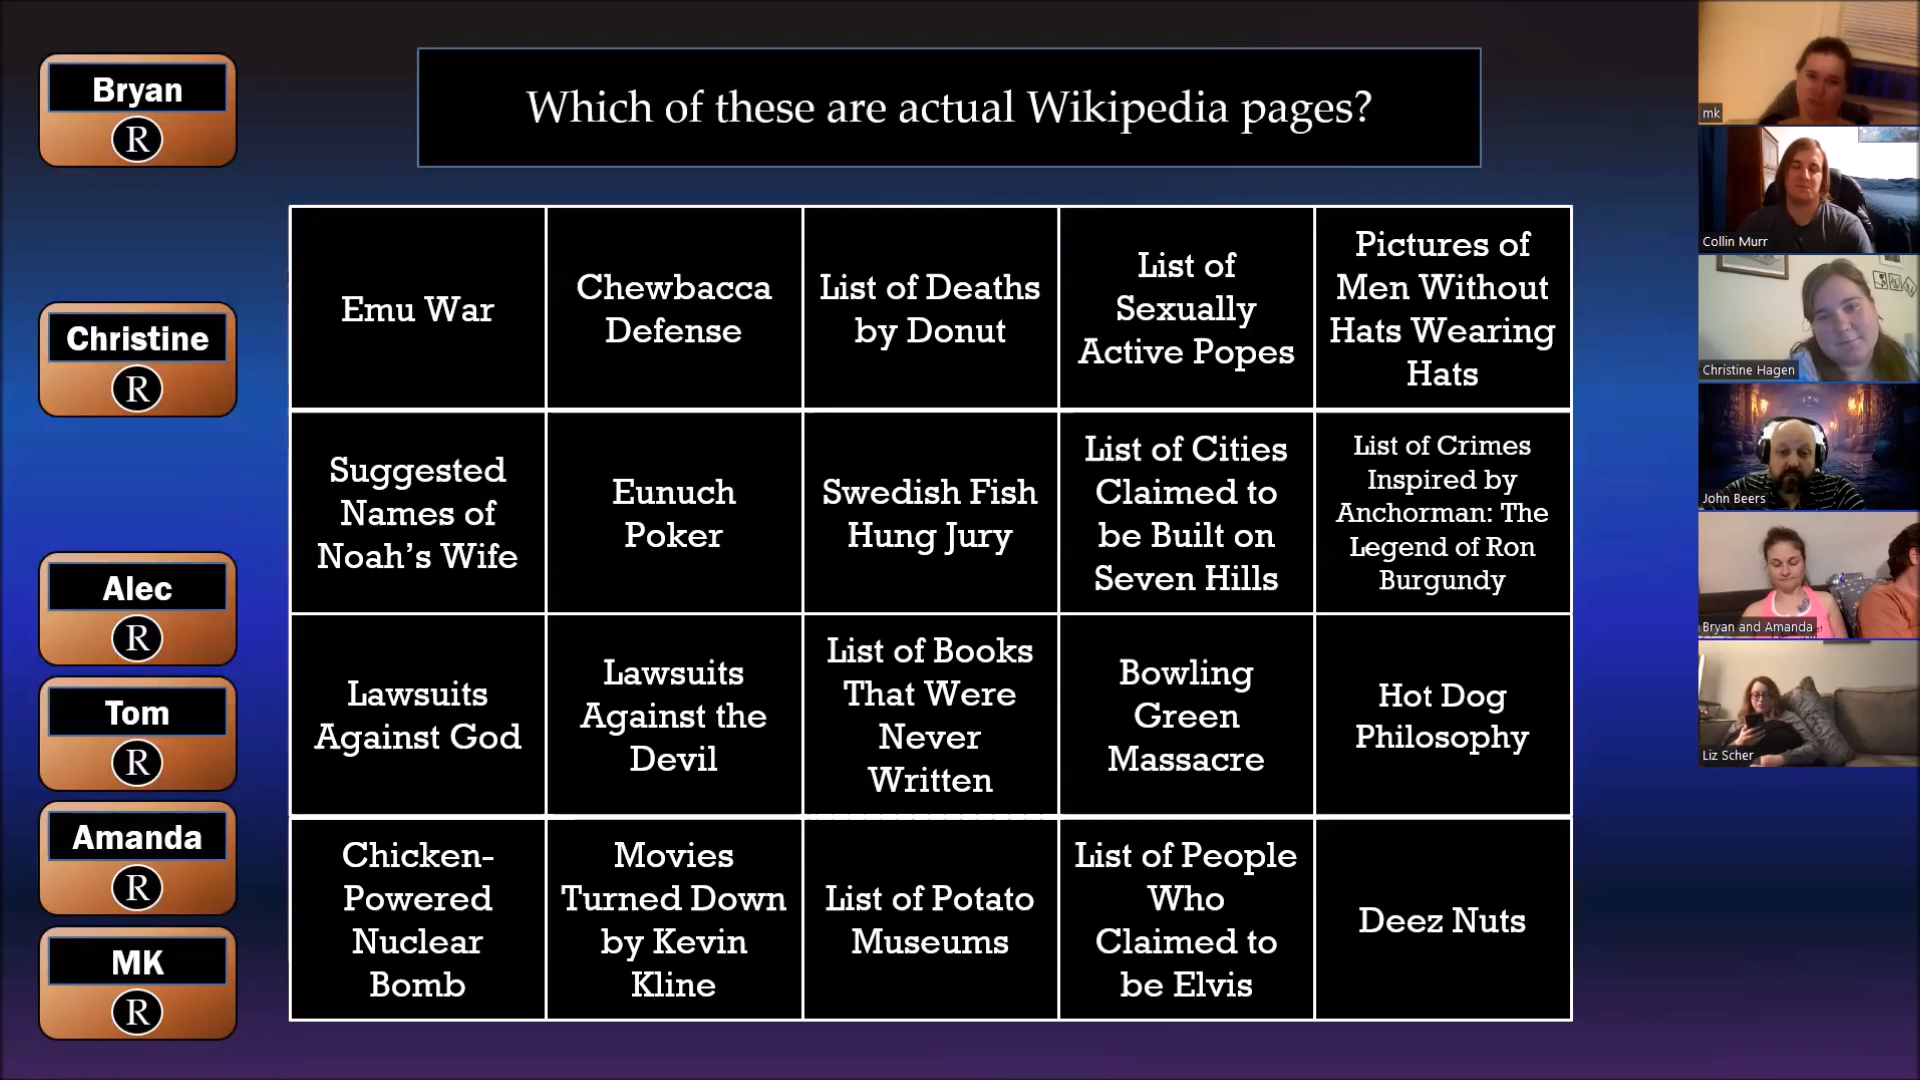 Which of these are actual Wikipedia pages?
Bryan
R
Christine
R
Alec
R
Tom
R
Amanda
R
MK
R
Emu War
Chewbacca
Defense
List of Deaths
by Donut
List of
Sexually
Active Popes
Pictures of
Men Without
Hats Wearing
Hats
Suggested
Names of
Noah's Wife
Eunuch
Poker
Swedish Fish
Hung Jury
List of Cities
Claimed to
be Built on
Seven Hills
List of Crimes
Inspired by
Anchorman: The
Legend of Ron
Burgundy
Lawsuits
Against God
Lawsuits
Against the
Devil
List of Books
That Were
Never
Written
Bowling
Green
Massacre
Hot Dog
Philosophy
Chicken-
Powered
Nuclear
Bomb
Movies
Turned Down
by Kevin
Kline
List of Potato
Museums
List of People
Who
Claimed to
be Elvis
Deez Nuts
mk
Collin Murr
Christine Hagen
John Beers
Bryan and Amanda
Liz Scher